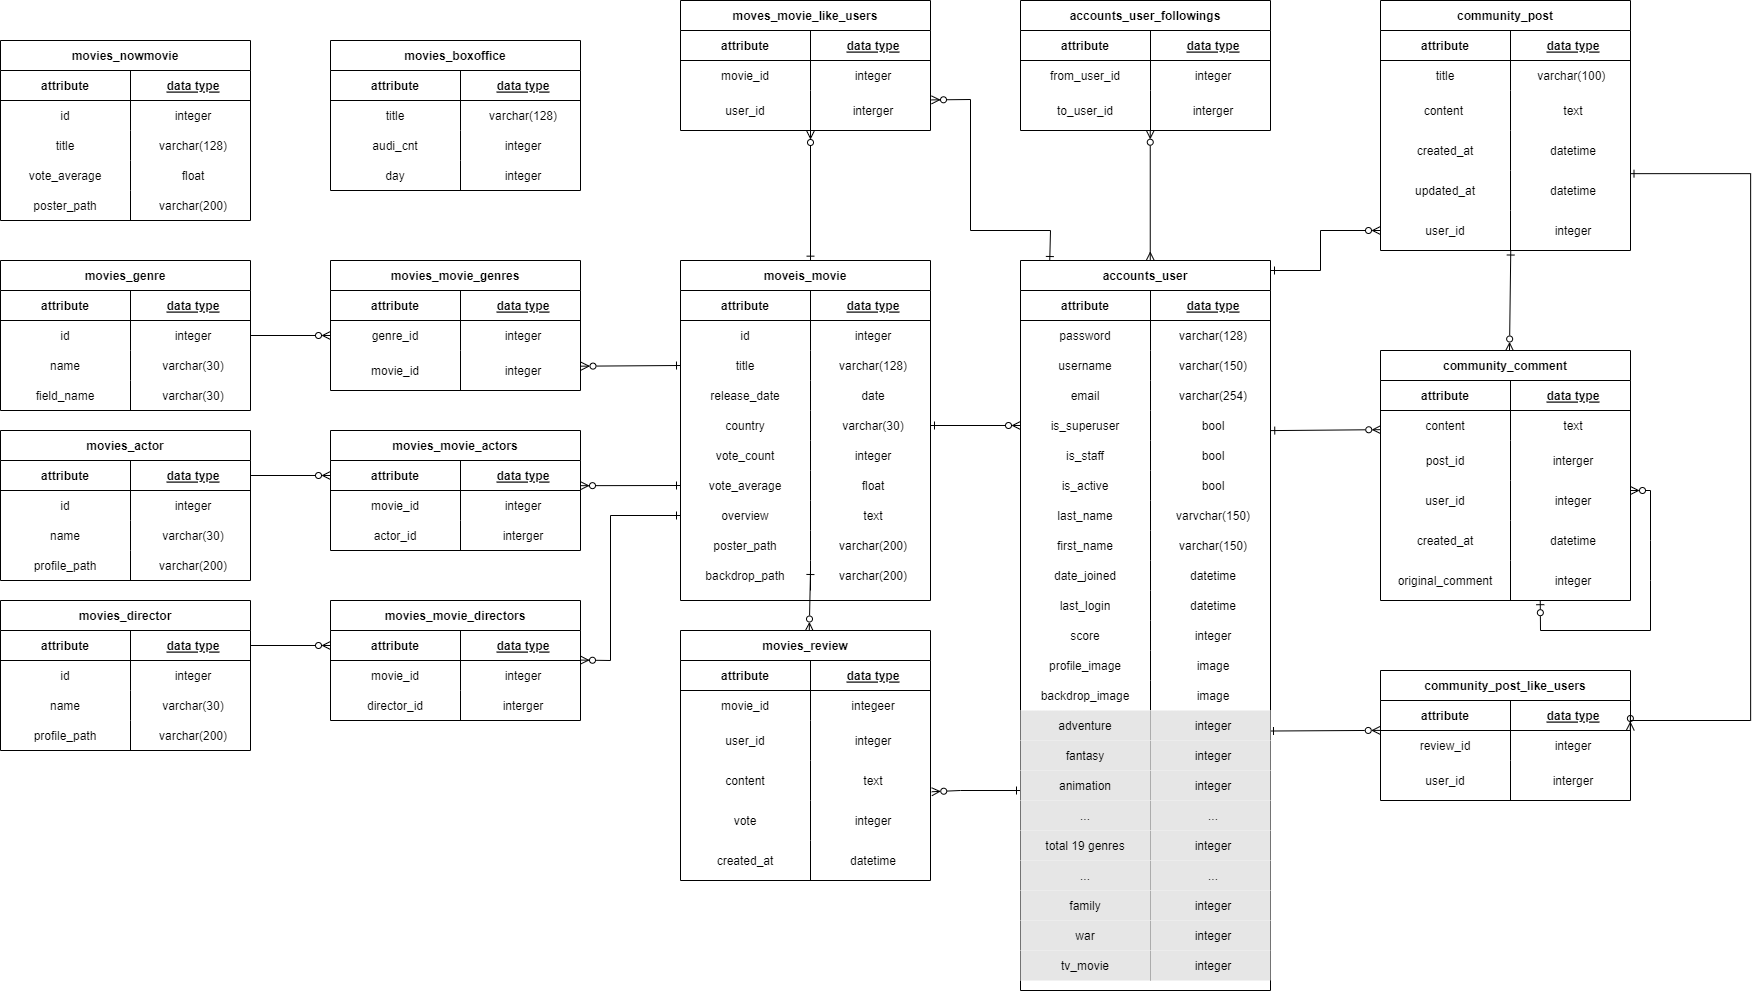 movies_nowmovie
attribute data type
id integer
title varchar(128)
vote_average float
poster_path varchar(200)
movies_boxoffice
attribute data type
title varchar(128)
audi_cnt integer
day integer
moves_movie_like_users
attribute data type
movie_id integer
user_id interger
accounts_user_followings
attribute data type
from_user_id integer
to_user_id interger
community_post
attribute data type
title varchar(100)
content text
created_at datetime
updated_at datetime
user_id integer
movies_genre
attribute data type
id integer
name varchar(30)
field_name varchar(30)
movies_movie_genres
attribute data type
genre_id integer
movie_id integer
moveis_movie
attribute data type
id integer
title varchar(128)
release_date date
country varchar(30)
vote_count integer
vote_average float
overview text
poster_path varchar(200)
backdrop_path varchar(200)
accounts_user
attribute data type
password varchar(128)
username varchar(150)
email varchar(254)
is_superuser bool
is_staff bool
is_active bool
last_name varvchar(150)
first_name varchar(150)
date_joined datetime
last_login datetime
score integer
profile_image image
backdrop_image image
adventure integer
fantasy integer
animation integer
... ...
total 19 genres integer
... ...
family integer
war integer
tv_movie integer
community_comment
attribute data type
content text
post_id interger
user_id integer
created_at datetime
original_comment integer
movies_actor
attribute data type
id integer
name varchar(30)
profile_path varchar(200)
movies_movie_actors
attribute data type
movie_id integer
actor_id interger
movies_director
attribute data type
id integer
name varchar(30)
profile_path varchar(200)
movies_movie_directors
attribute data type
movie_id integer
director_id interger
movies_review
attribute data type
movie_id integeer
user_id integer
content text
vote integer
created_at datetime
community_post_like_users
attribute data type
review_id integer
user_id interger